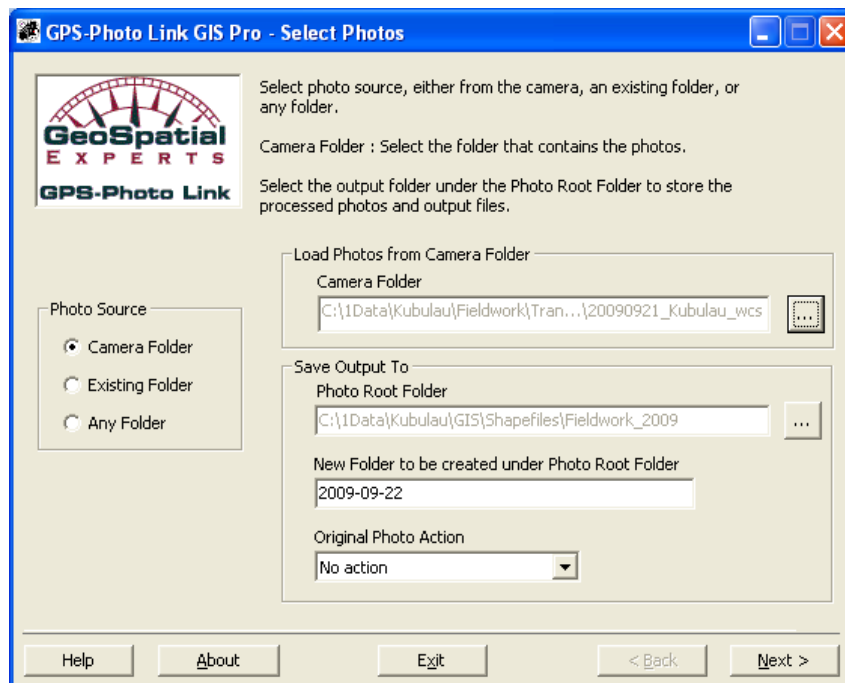 GPS-Photo Link GIS Pro - Select Photos
GeoSpatial
EXPERTS
GPS-Photo Link
Select photo source, either from the camera, an existing folder, or
any folder.
Camera Folder : Select the folder that contains the photos.
Select the output folder under the Photo Root Folder to store the
processed photos and output files.
Photo Source
Camera Folder
Existing Folder
Any Folder
Load Photos from Camera Folder
Camera Folder
C:\1Data\Kubulau\Fieldwork\Tran...\20090921_Kubulau_wcs
...
Save Output To
Photo Root Folder
C:\1Data\Kubulau\GIS\Shapefiles\Fieldwork_2009
...
New Folder to be created under Photo Root Folder
2009-09-22
Original Photo Action
No action
Help About Exit < Back Next >